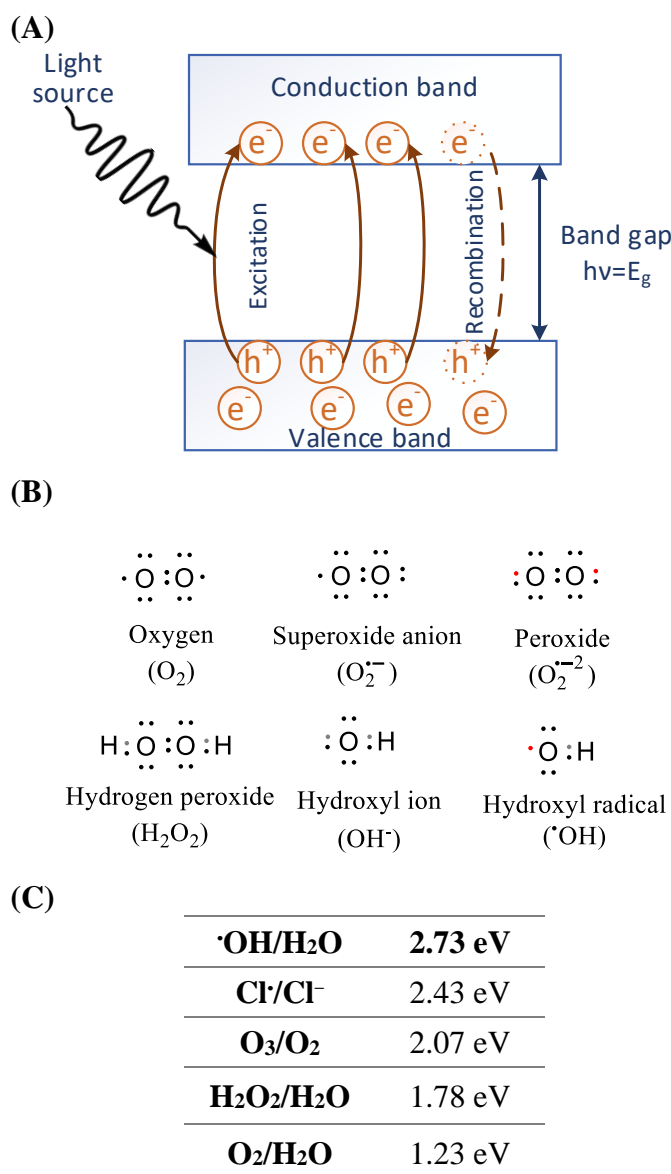 (A)
Light
source
Conduction band
e⁻ e⁻ e⁻ e⁻
Excitation
Recombination
Band gap
hν=E_g
h⁺ h⁺ h⁺ h⁺
e⁻ e⁻ e⁻ e⁻
Valence band
(B)
·O:O· ·O:O: :O:O:
Oxygen Superoxide anion Peroxide
(O₂) (O₂•−) (O₂•−2)
H:O:O:H :O:H ·O:H
Hydrogen peroxide Hydroxyl ion Hydroxyl radical
(H₂O₂) (OH⁻) (•OH)
(C)
·OH/H₂O 2.73 eV
Cl·/Cl⁻ 2.43 eV
O₃/O₂ 2.07 eV
H₂O₂/H₂O 1.78 eV
O₂/H₂O 1.23 eV